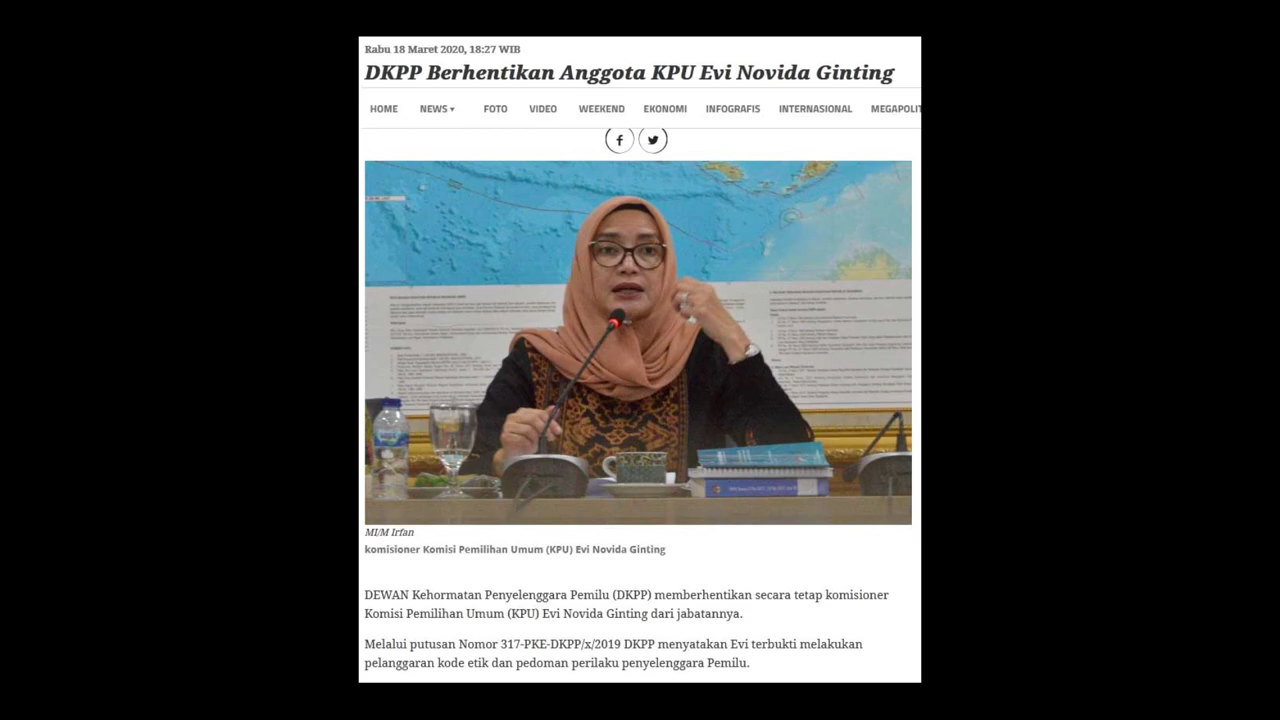 Rabu 18 Maret 2020, 18:27 WIB
DKPP Berhentikan Anggota KPU Evi Novida Ginting
HOME NEWS FOTO VIDEO WEEKEND EKONOMI INFOGRAFIS INTERNASIONAL MEGAPOLIT
MI/M Irfan
komisioner Komisi Pemilihan Umum (KPU) Evi Novida Ginting
DEWAN Kehormatan Penyelenggara Pemilu (DKPP) memberhentikan secara tetap komisioner
Komisi Pemilihan Umum (KPU) Evi Novida Ginting dari jabatannya.
Melalui putusan Nomor 317-PKE-DKPP/x/2019 DKPP menyatakan Evi terbukti melakukan
pelanggaran kode etik dan pedoman perilaku penyelenggara Pemilu.